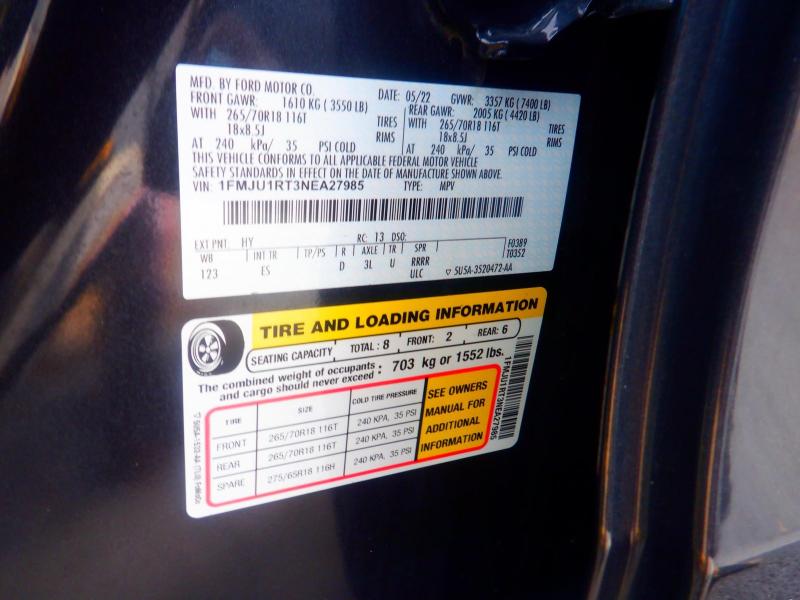 MFD. BY FORD MOTOR CO. DATE: 05/22 GVWR: 3357 KG ( 7400 LB)
FRONT GAWR: 1610 KG ( 3550 LB) REAR GAWR: 2005 KG ( 4420 LB)
WITH 265/70R18 116T TIRES WITH 265/70R18 116T TIRES
18x8.5J RIMS 18x8.5J RIMS
AT 240 kPa/ 35 PSI COLD AT 240 kPa/ 35 PSI COLD
THIS VEHICLE CONFORMS TO ALL APPLICABLE FEDERAL MOTOR VEHICLE
SAFETY STANDARDS IN EFFECT ON THE DATE OF MANUFACTURE SHOWN ABOVE.
VIN: 1FMJU1RT3NEA27985 TYPE: MPV
EXT PNT: HY RC: 13 DSO: F0389
WB INT TR TP/PS R AXLE TR SPR T0352
123 ES D 3L U RRRR
ULC 5U5A-3520472-AA
TIRE AND LOADING INFORMATION
SEATING CAPACITY TOTAL: 8 FRONT: 2 REAR: 6
The combined weight of occupants and cargo should never exceed : 703 kg or 1552 lbs.
TIRE SIZE COLD TIRE PRESSURE
FRONT 265/70R18 116T 240 KPA, 35 PSI
REAR 265/70R18 116T 240 KPA, 35 PSI
SPARE 275/65R18 116H 240 KPA, 35 PSI
SEE OWNERS
MANUAL FOR
ADDITIONAL
INFORMATION
1FMJU1RT3NEA27985